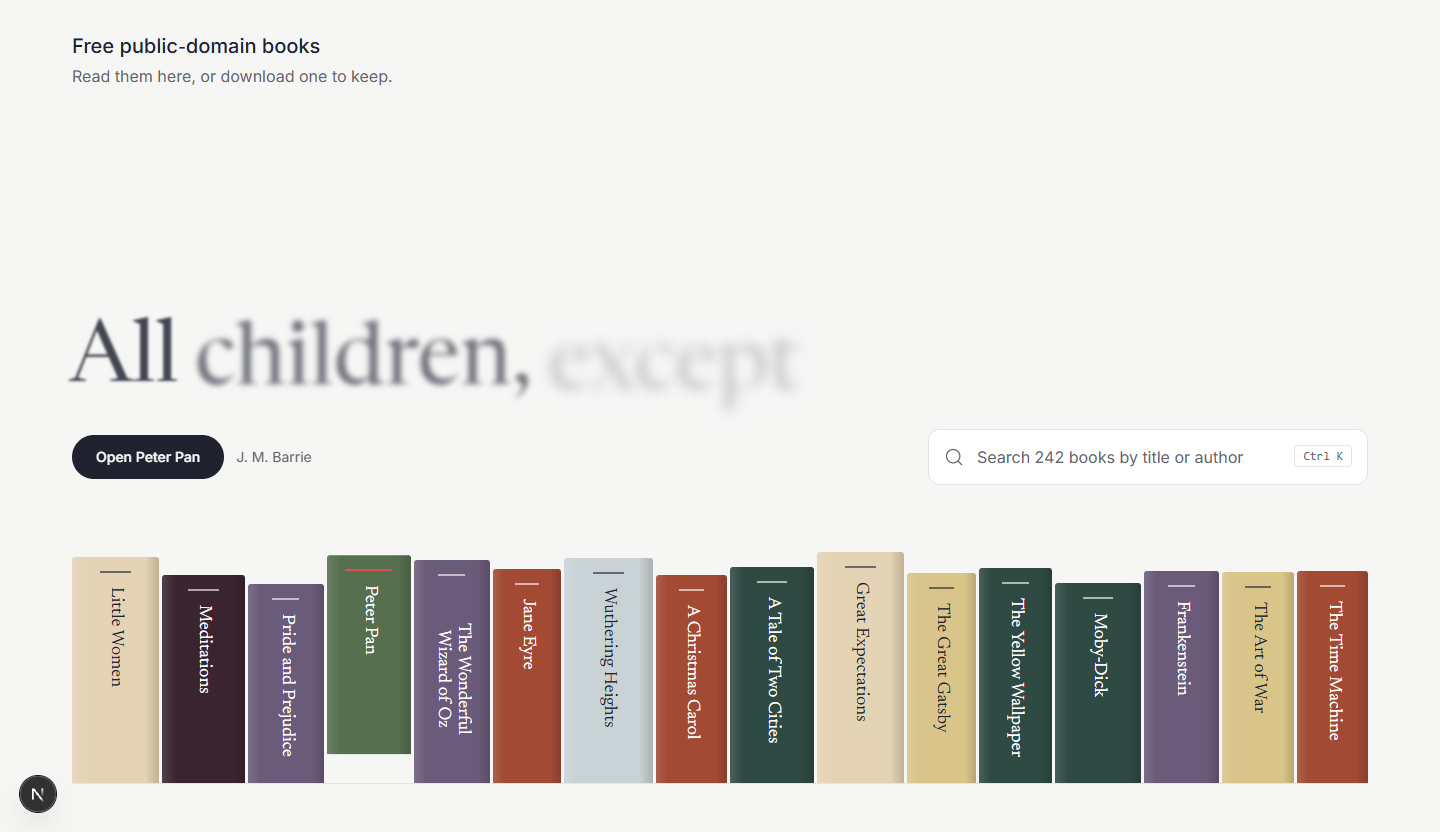 Free public-domain books
Read them here, or download one to keep.
All children, except
Open Peter Pan
J. M. Barrie
Search 242 books by title or author
Ctrl K
Little Women
Meditations
Pride and Prejudice
Peter Pan
The Wonderful
Wizard of Oz
Jane Eyre
Wuthering Heights
A Christmas Carol
A Tale of Two Cities
Great Expectations
The Great Gatsby
The Yellow Wallpaper
Moby-Dick
Frankenstein
The Art of War
The Time Machine
N